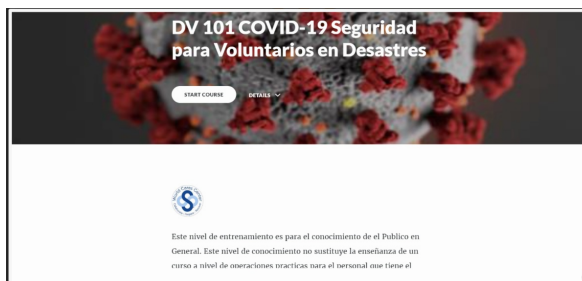 DV 101 COVID-19 Seguridad
para Voluntarios en Desastres
START COURSE
DETAILS
Este nivel de entrenamiento es para el conocimiento de el Publico en
General. Este nivel de conocimiento no sustituye la enseñanza de un
curso a nivel de operaciones practicas para el personal que tiene el